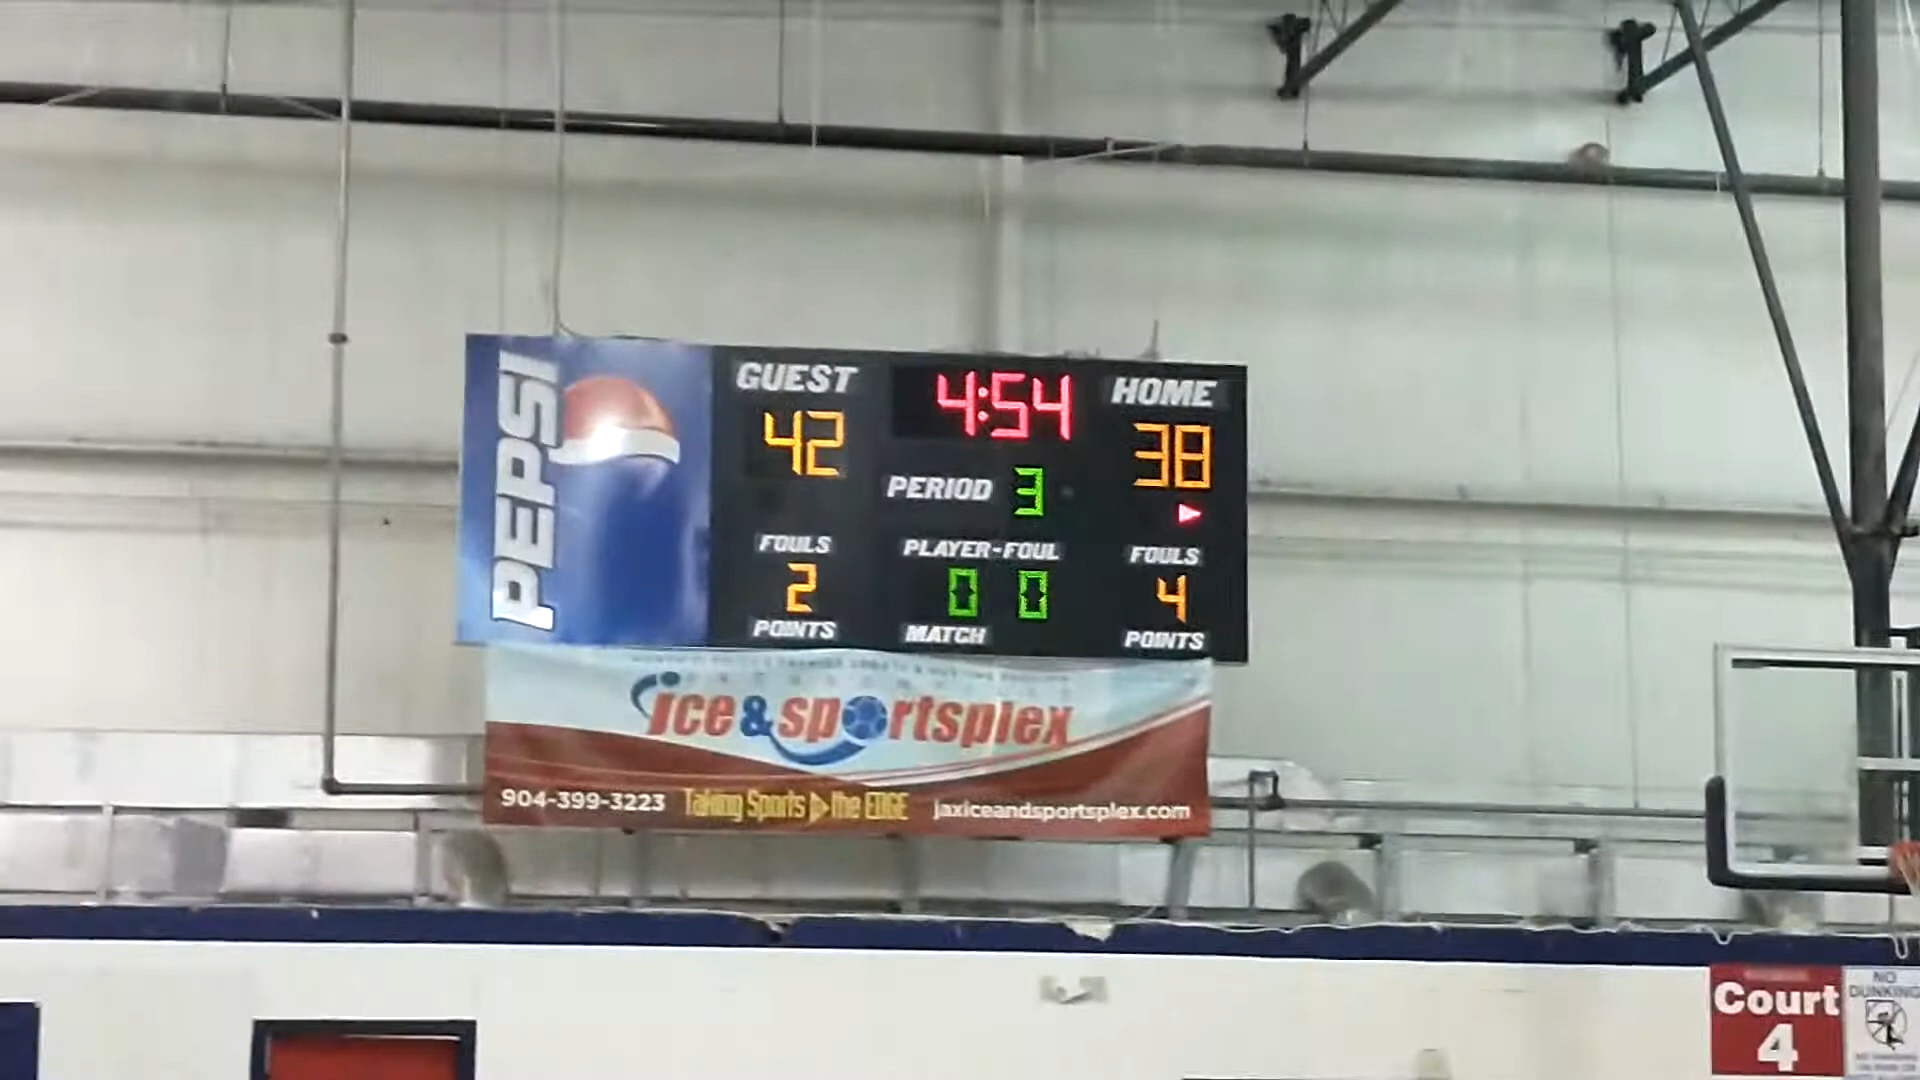 PEPSI
GUEST
4:54
HOME
42
38
PERIOD 3
FOULS
PLAYER-FOUL
FOULS
2
0 0
4
POINTS
MATCH
POINTS
ice & sportsplex
904-399-3223
Taking Sports the EDGE
jaxiceandsportsplex.com
Court
4
NO
DUNKING